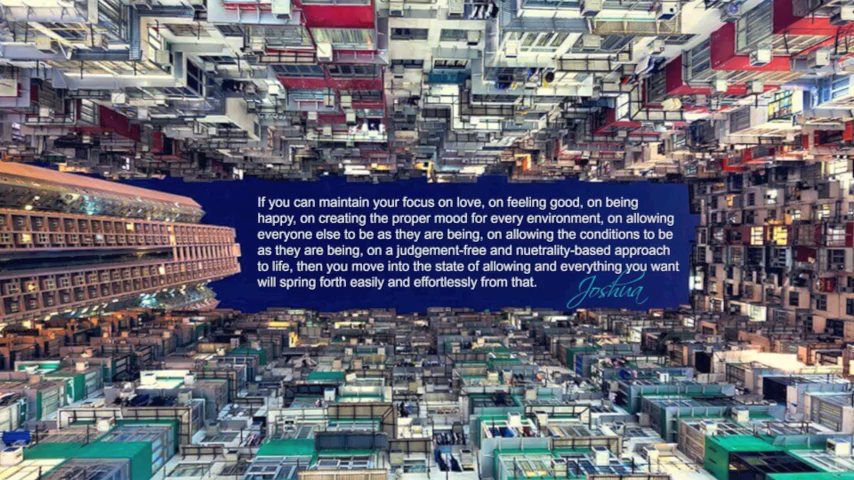 If you can maintain your focus on love, on feeling good, on being
happy, on creating the proper mood for every environment, on allowing
everyone else to be as they are being, on allowing the conditions to be
as they are being, on a judgement-free and nuetrality-based approach
to life, then you move into the state of allowing and everything you want
will spring forth easily and effortlessly from that.
Joshua